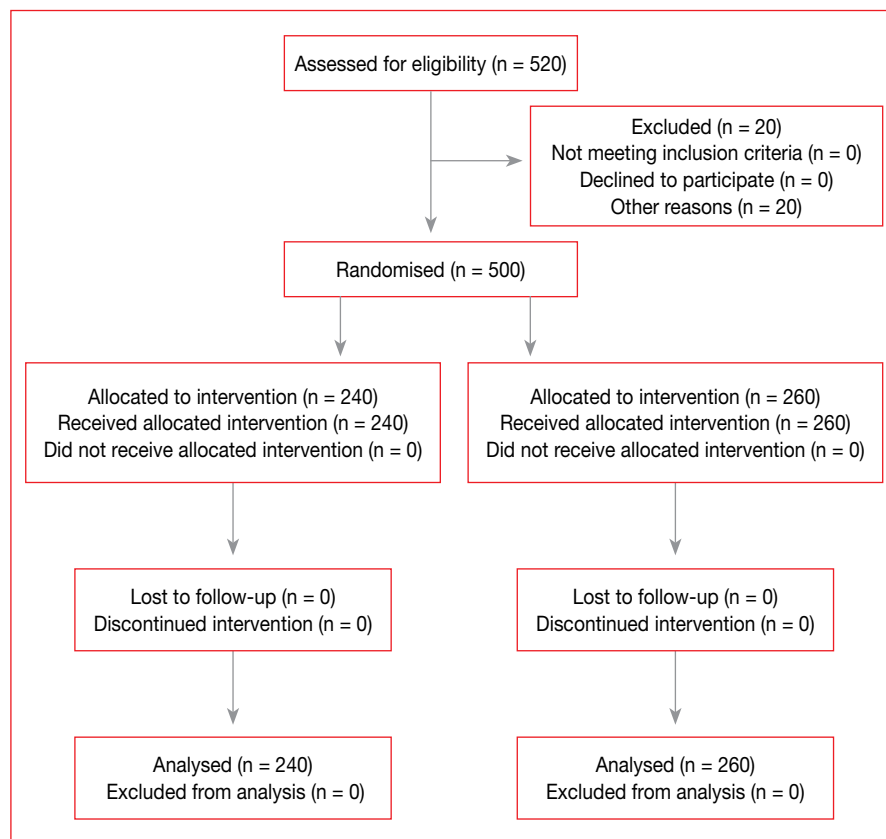 Assessed for eligibility (n = 520)
Excluded (n = 20)
Not meeting inclusion criteria (n = 0)
Declined to participate (n = 0)
Other reasons (n = 20)
Randomised (n = 500)
Allocated to intervention (n = 240)
Received allocated intervention (n = 240)
Did not receive allocated intervention (n = 0)
Allocated to intervention (n = 260)
Received allocated intervention (n = 260)
Did not receive allocated intervention (n = 0)
Lost to follow-up (n = 0)
Discontinued intervention (n = 0)
Lost to follow-up (n = 0)
Discontinued intervention (n = 0)
Analysed (n = 240)
Excluded from analysis (n = 0)
Analysed (n = 260)
Excluded from analysis (n = 0)